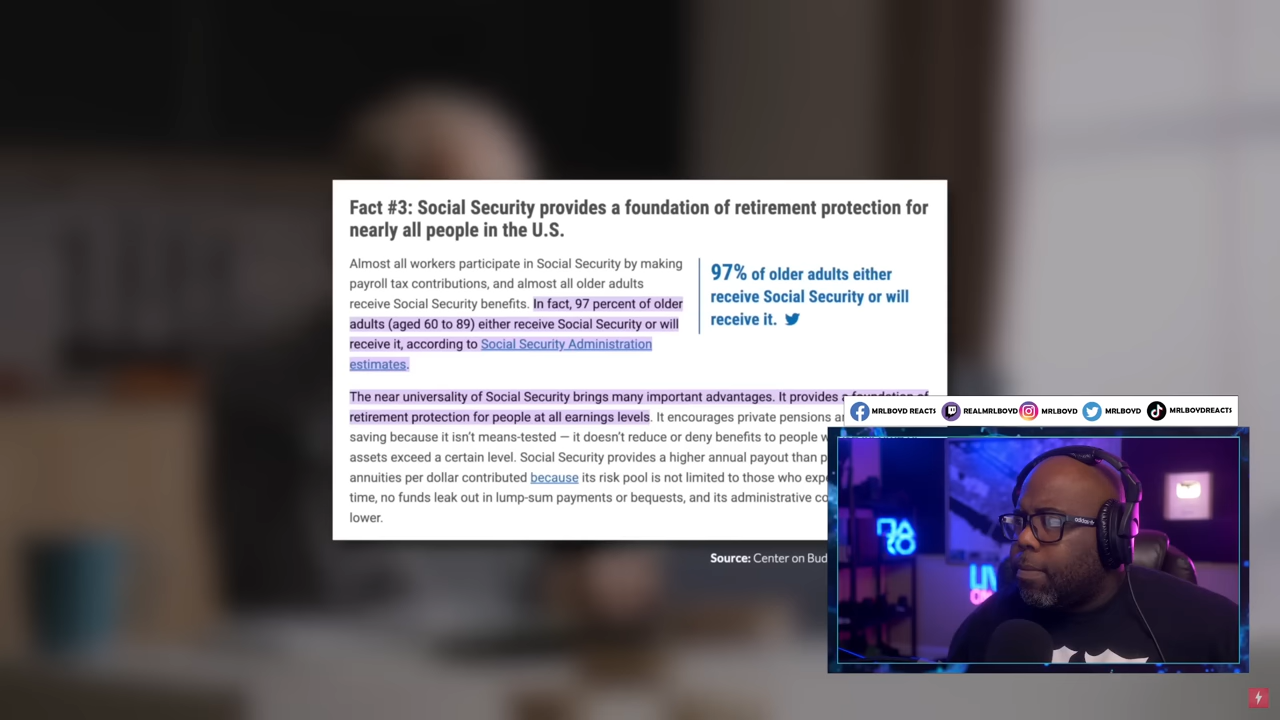 Fact #3: Social Security provides a foundation of retirement protection for
nearly all people in the U.S.
Almost all workers participate in Social Security by making
payroll tax contributions, and almost all older adults
receive Social Security benefits. In fact, 97 percent of older
adults (aged 60 to 89) either receive Social Security or will
receive it, according to Social Security Administration
estimates.
97% of older adults either
receive Social Security or will
receive it.
The near universality of Social Security brings many important advantages. It provides a foundation of
retirement protection for people at all earnings levels. It encourages private pensions
saving because it isn't means-tested — it doesn't reduce or deny benefits to people
assets exceed a certain level. Social Security provides a higher annual payout than
annuities per dollar contributed because its risk pool is not limited to those who
time, no funds leak out in lump-sum payments or bequests, and its administrative
lower.
Source: Center on
MRLBOYD REACTS REALMRLBOYD MRLBOYD MRLBOYD MRLBOYDREACTS
adidas